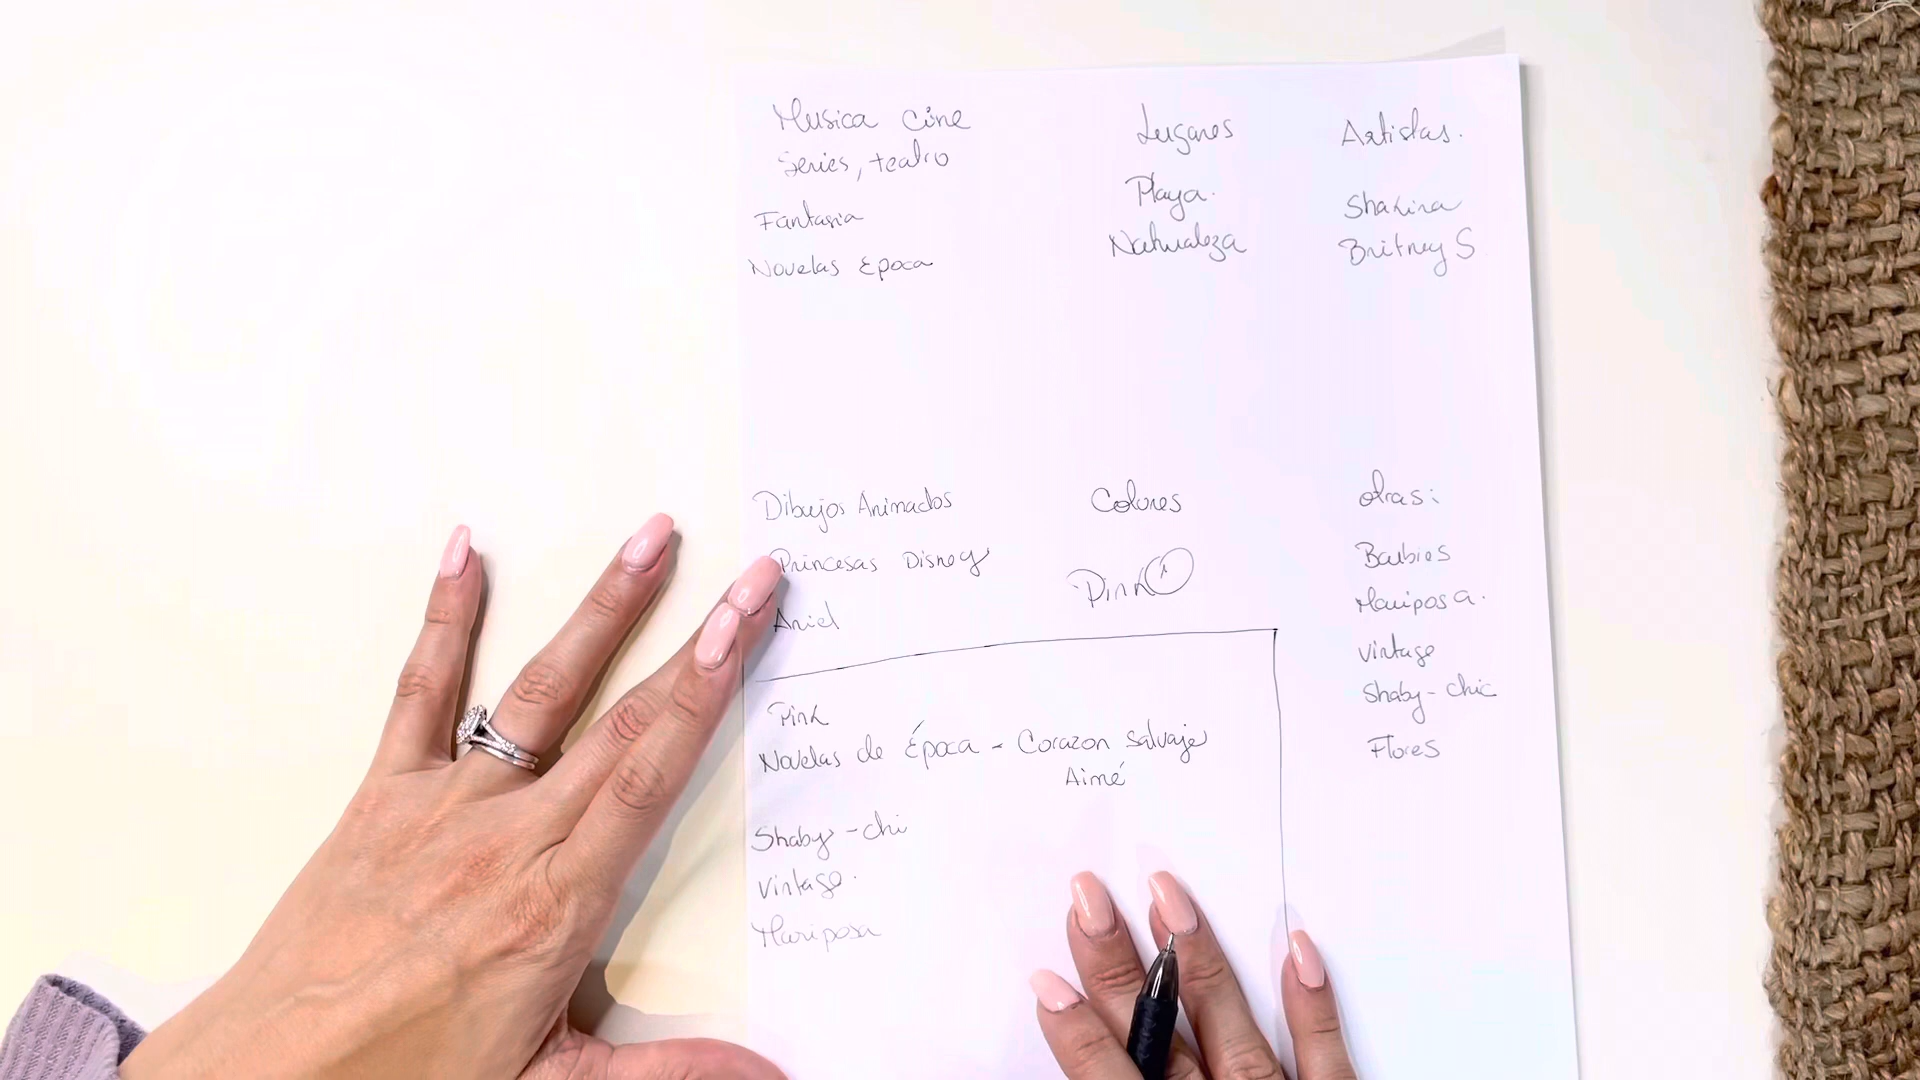 Musica Cine
Series, teatro
Fantasia
Novelas Epoca
Lugares
Playa.
Naturaleza
Artistas.
Shakira
Britney S
Dibujos Animados
Princesas Disney
Ariel
Colores
Pink
otras:
Barbies
Mariposa.
vintage
Shaby-chic
Flores
Pink
Novelas de Época - Corazon salvaje
Aimé
Shaby-chi
vintage.
Mariposa